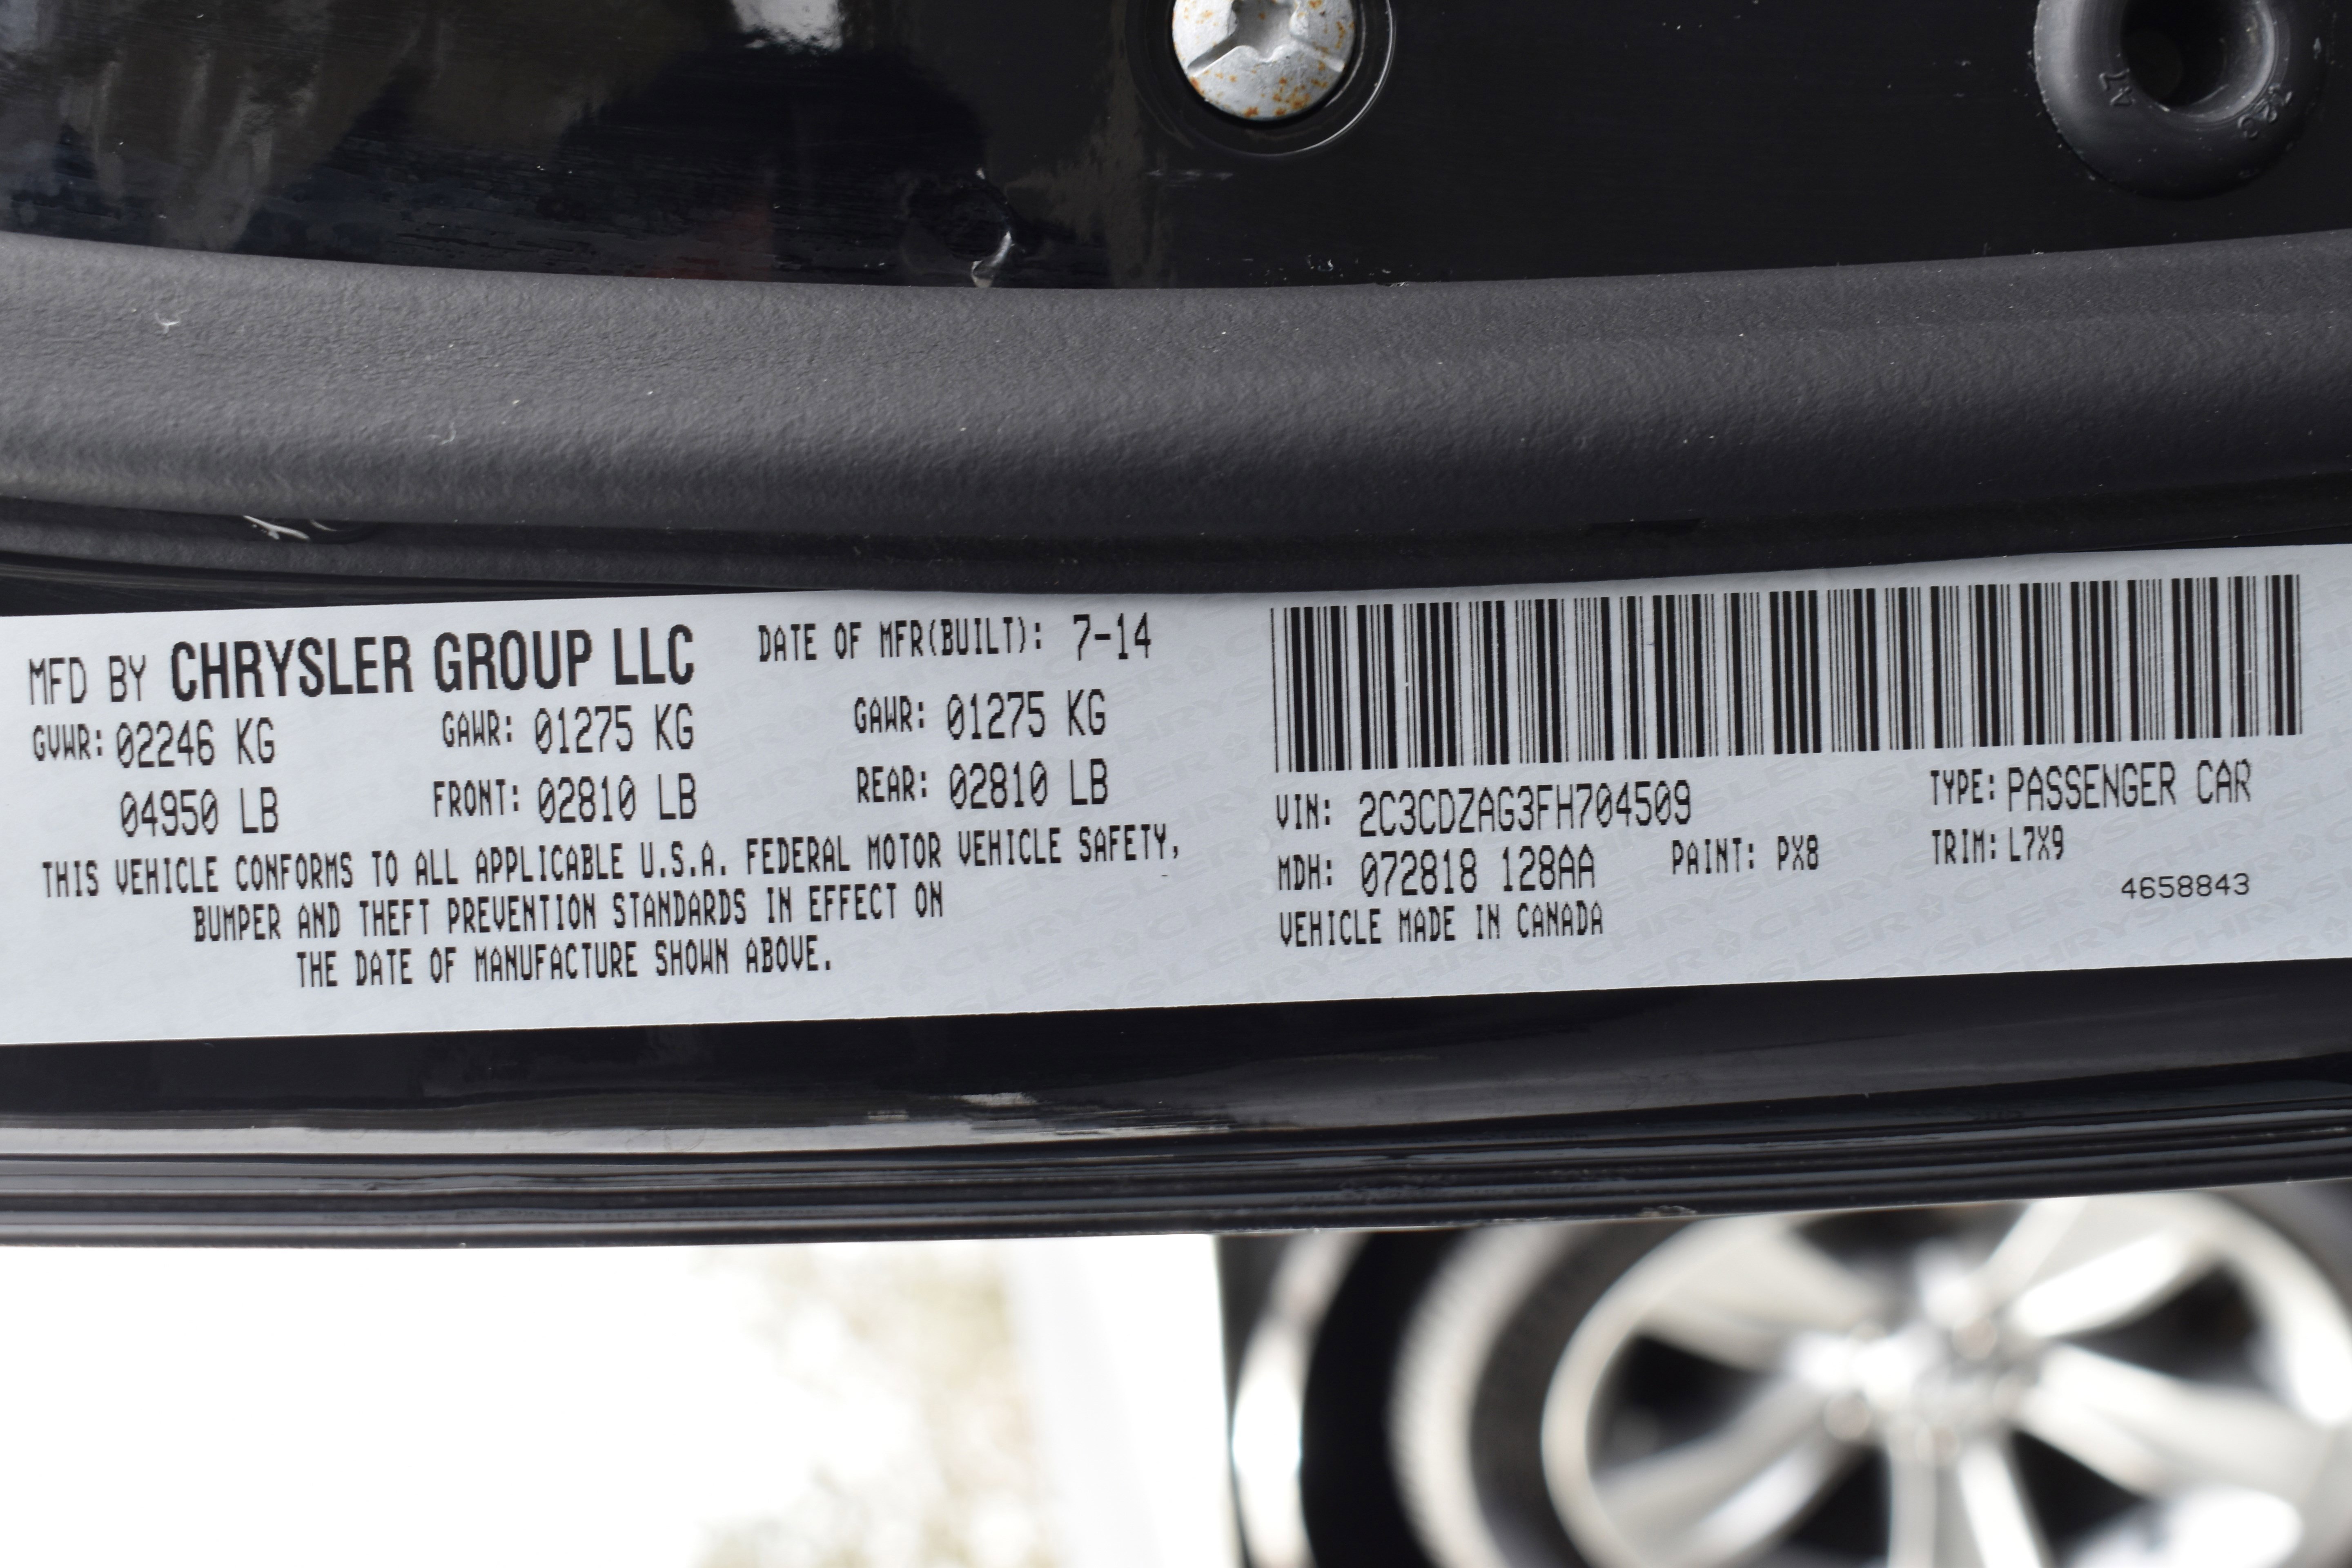 MFD BY CHRYSLER GROUP LLC DATE OF MFR(BUILT): 7-14
GVWR: 02246 KG GAWR: 01275 KG GAWR: 01275 KG
04950 LB FRONT: 02810 LB REAR: 02810 LB
THIS VEHICLE CONFORMS TO ALL APPLICABLE U.S.A. FEDERAL MOTOR VEHICLE SAFETY,
BUMPER AND THEFT PREVENTION STANDARDS IN EFFECT ON
THE DATE OF MANUFACTURE SHOWN ABOVE.
VIN: 2C3CDZAG3FH704509 TYPE: PASSENGER CAR
MDH: 072818 128AA PAINT: PX8 TRIM: L7X9
VEHICLE MADE IN CANADA 4658843